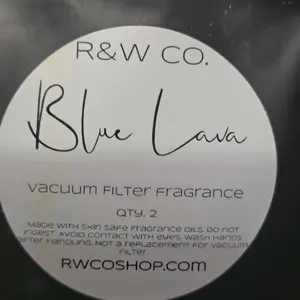 R&W CO.
Blue Lava
vacuum filter fragrance
QTY. 2
Made with skin safe fragrance oils. Do not
ingest. Avoid contact with eyes. Wash hands
after handling. Not a replacement for vacuum
filter.
RWCOSHOP.COM